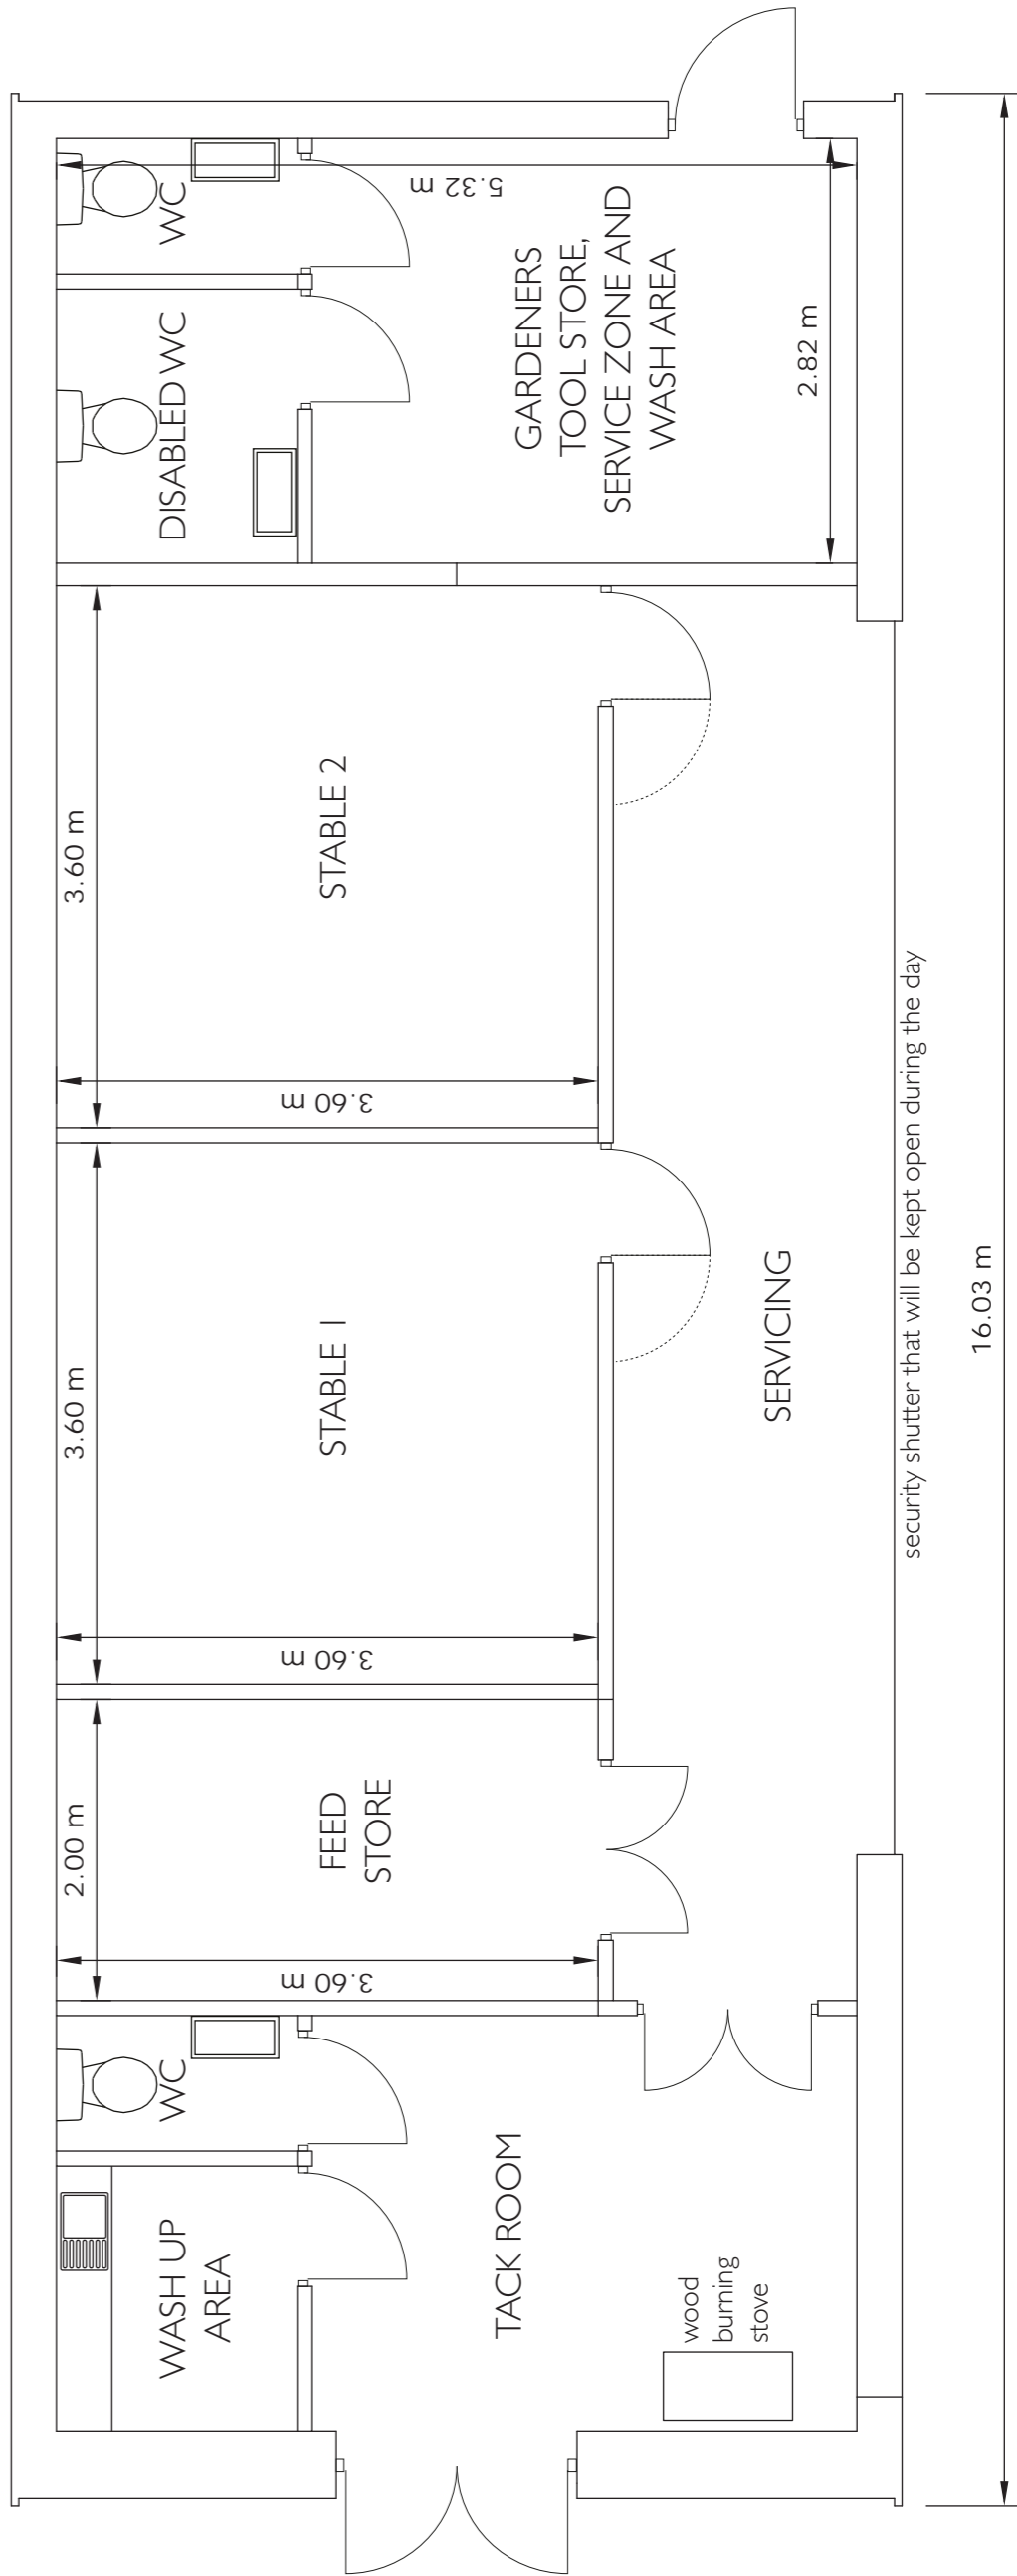 WASH UP
AREA
WC
2.00 m
3.60 m
3.60 m
DISABLED WC
WC
FEED
STORE
STABLE 1
STABLE 2
3.60 m
3.60 m
3.60 m
5.32 m
TACK ROOM
GARDENERS
TOOL STORE,
SERVICE ZONE AND
WASH AREA
wood
burning
stove
SERVICING
2.82 m
security shutter that will be kept open during the day
16.03 m